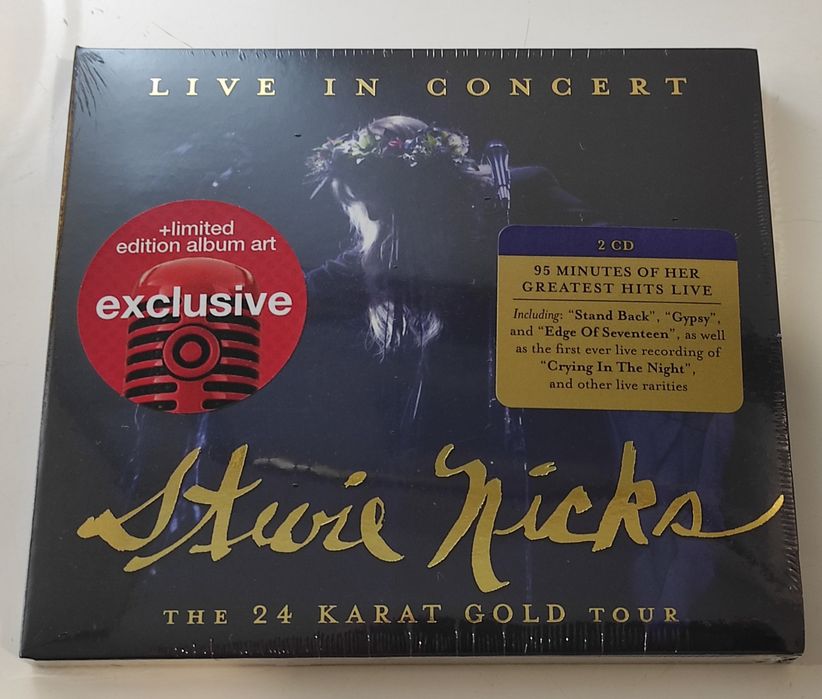 LIVE IN CONCERT
+limited
edition album art
exclusive
2 CD
95 MINUTES OF HER
GREATEST HITS LIVE
Including: “Stand Back”, “Gypsy”,
and “Edge Of Seventeen”, as well
as the first ever live recording of
“Crying In The Night”,
and other live rarities
Stevie Nicks
THE 24 KARAT GOLD TOUR